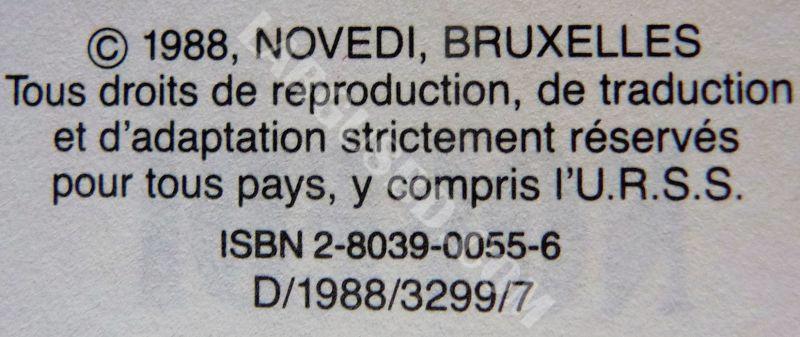 © 1988, NOVEDI, BRUXELLES
Tous droits de reproduction, de traduction
et d'adaptation strictement réservés
pour tous pays, y compris l'U.R.S.S.
ISBN 2-8039-0055-6
D/1988/3299/7